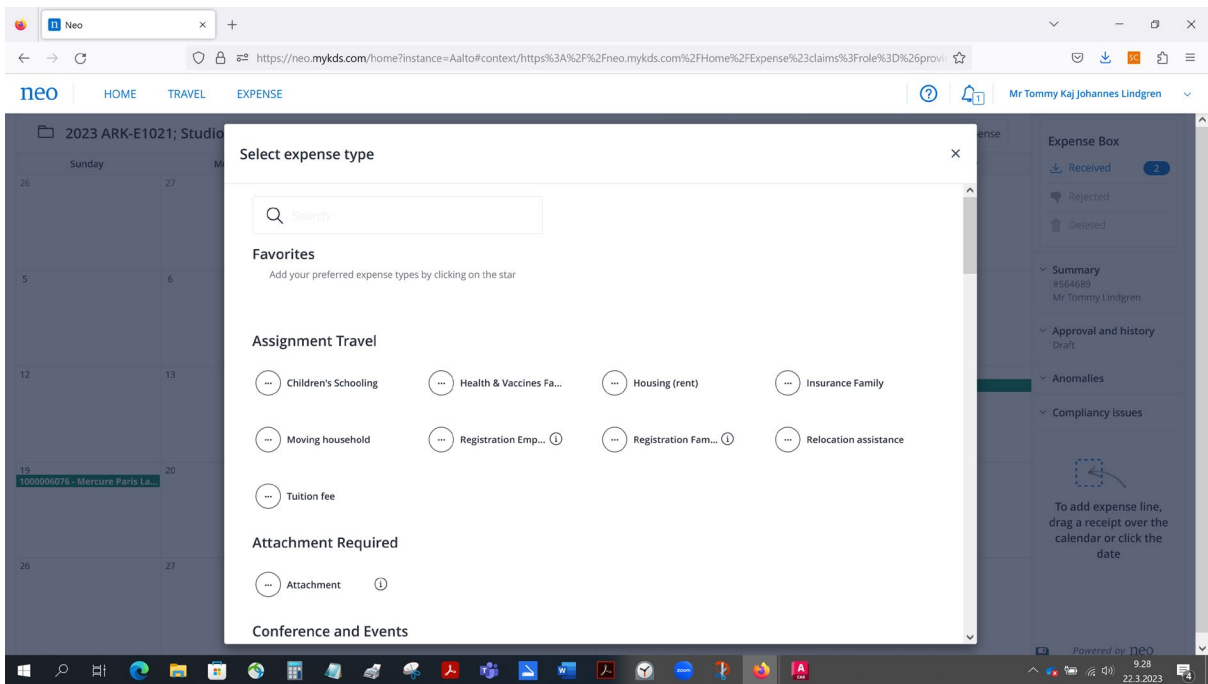 Neo
https://neo.mykds.com/home?instance=Aalto#context/https%3A%2F%2Fneo.mykds.com%2FHome%2FExpense%23claims%3Frole%3D%26provic
SC
neo HOME TRAVEL EXPENSE
1
Mr Tommy Kaj Johannes Lindgren
2023 ARK-E1021; Studio
ense
Sunday
26 27
5 6
12 13
19 20
1000006076 - Mercure Paris La...
26 27
Select expense type
Search
Favorites
Add your preferred expense types by clicking on the star
Assignment Travel
Children's Schooling
Health & Vaccines Fa...
Housing (rent)
Insurance Family
Moving household
Registration Emp...
Registration Fam...
Relocation assistance
Tuition fee
Attachment Required
Attachment
Conference and Events
Expense Box
Received 2
Rejected
Deleted
Summary
#564689
Mr Tommy Lindgren
Approval and history
Draft
Anomalies
Compliancy issues
To add expense line,
drag a receipt over the
calendar or click the
date
Powered by neo
zoom
9.28
22.3.2023
4